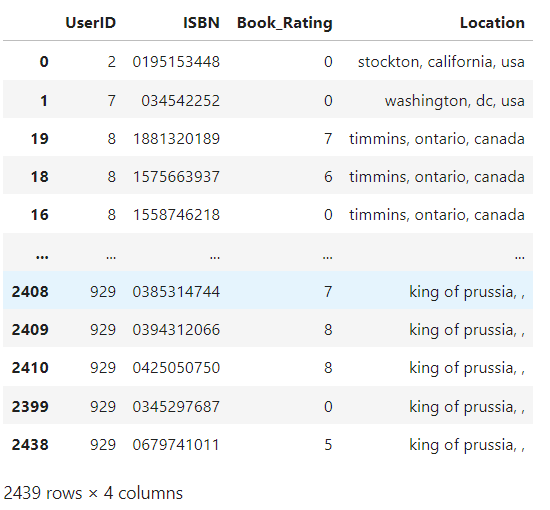 UserID ISBN Book_Rating Location
0 2 0195153448 0 stockton, california, usa
1 7 034542252 0 washington, dc, usa
19 8 1881320189 7 timmins, ontario, canada
18 8 1575663937 6 timmins, ontario, canada
16 8 1558746218 0 timmins, ontario, canada
... ... ... ... ...
2408 929 0385314744 7 king of prussia, ,
2409 929 0394312066 8 king of prussia, ,
2410 929 0425050750 8 king of prussia, ,
2399 929 0345297687 0 king of prussia, ,
2438 929 0679741011 5 king of prussia, ,
2439 rows × 4 columns